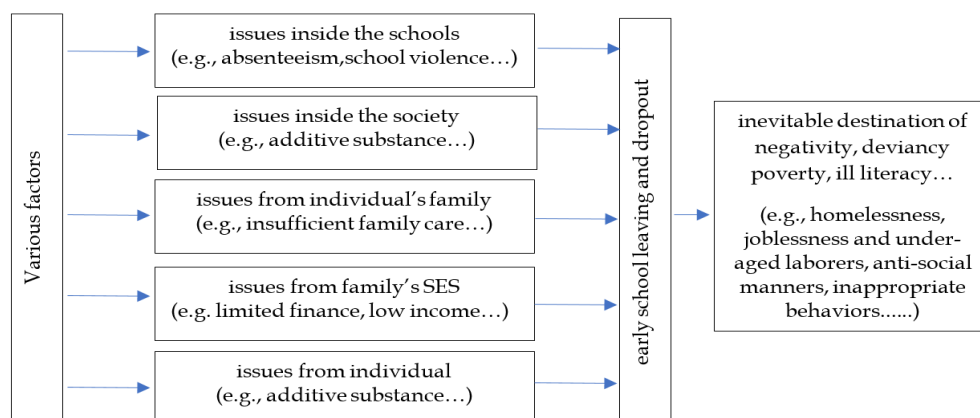 Various factors
issues inside the schools
(e.g., absenteeism,school violence…)
issues inside the society
(e.g., additive substance…)
issues from individual's family
(e.g., insufficient family care…)
issues from family's SES
(e.g. limited finance, low income…)
issues from individual
(e.g., additive substance…)
early school leaving and dropout
inevitable destination of
negativity, deviancy
poverty, ill literacy…
(e.g., homelessness,
joblessness and under-
aged laborers, anti-social
manners, inappropriate
behaviors......)